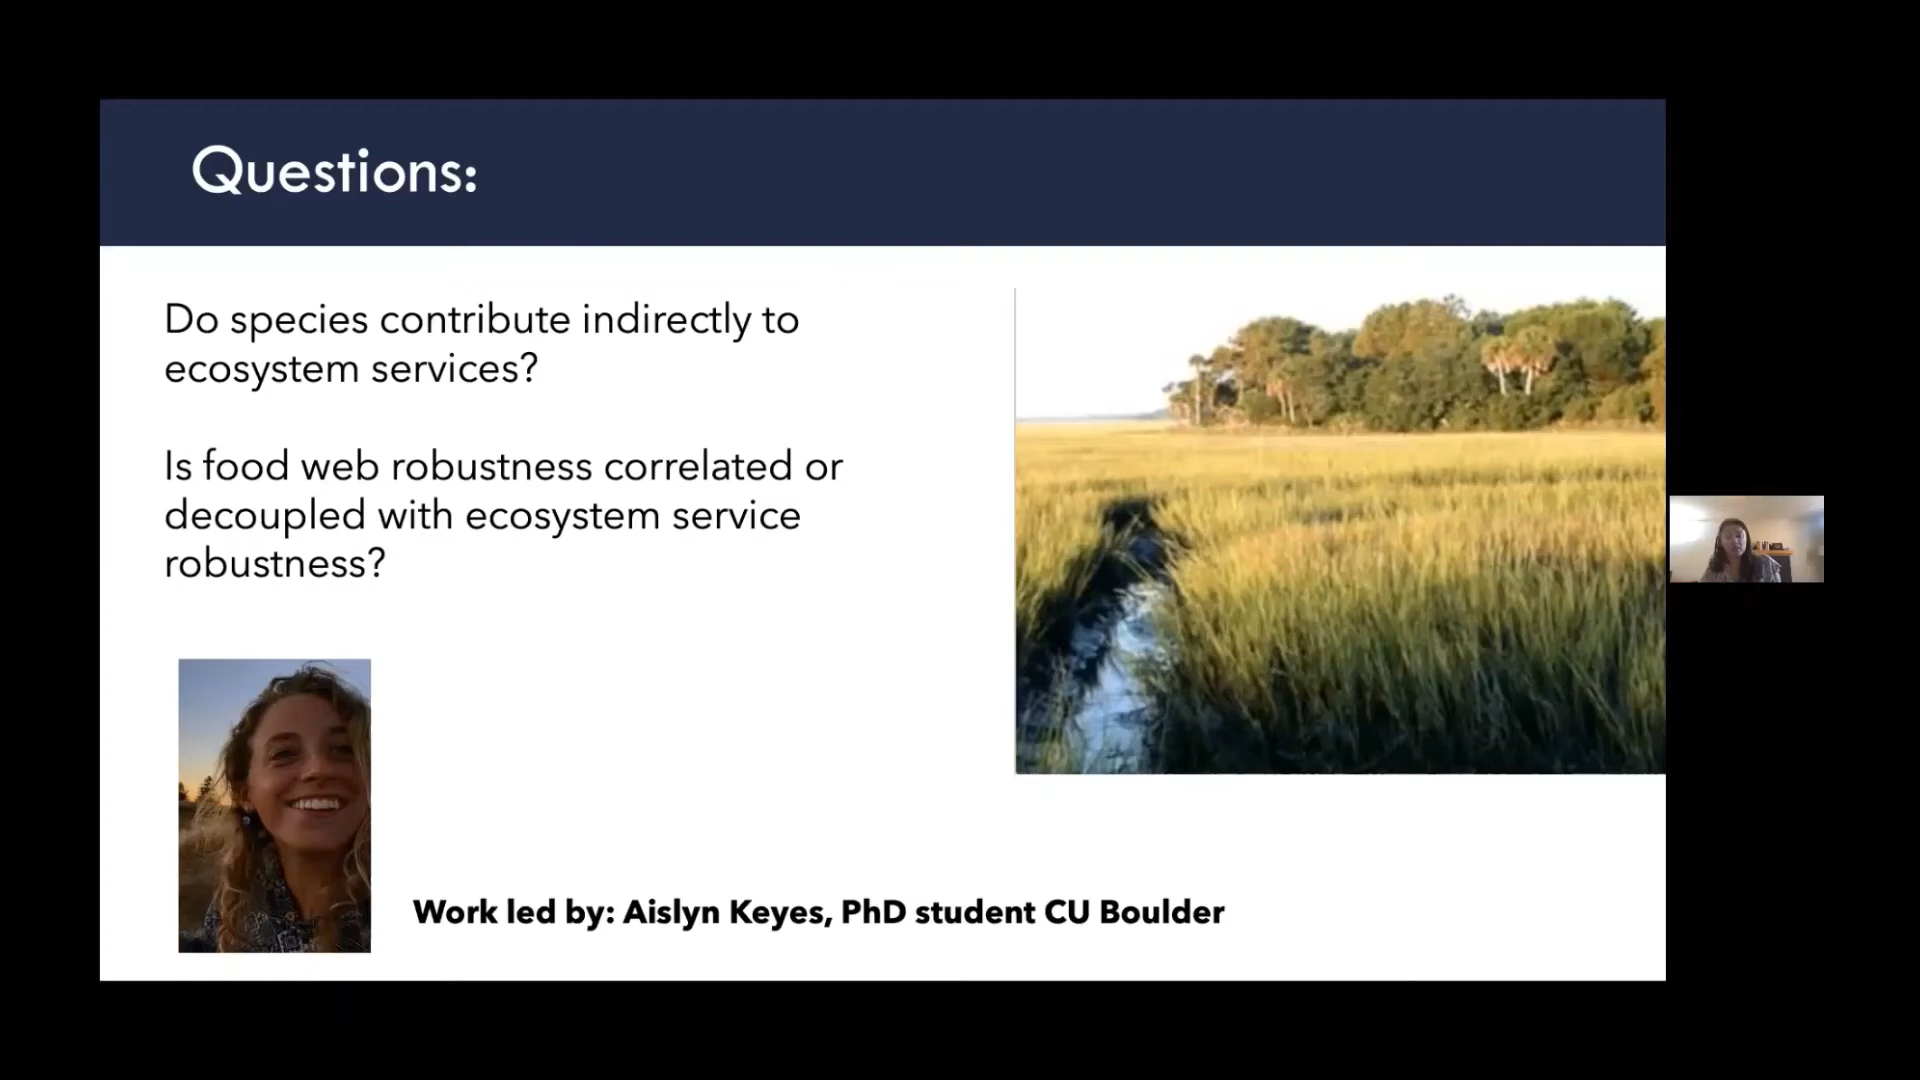 Questions:
Do species contribute indirectly to
ecosystem services?
Is food web robustness correlated or
decoupled with ecosystem service
robustness?
Work led by: Aislyn Keyes, PhD student CU Boulder